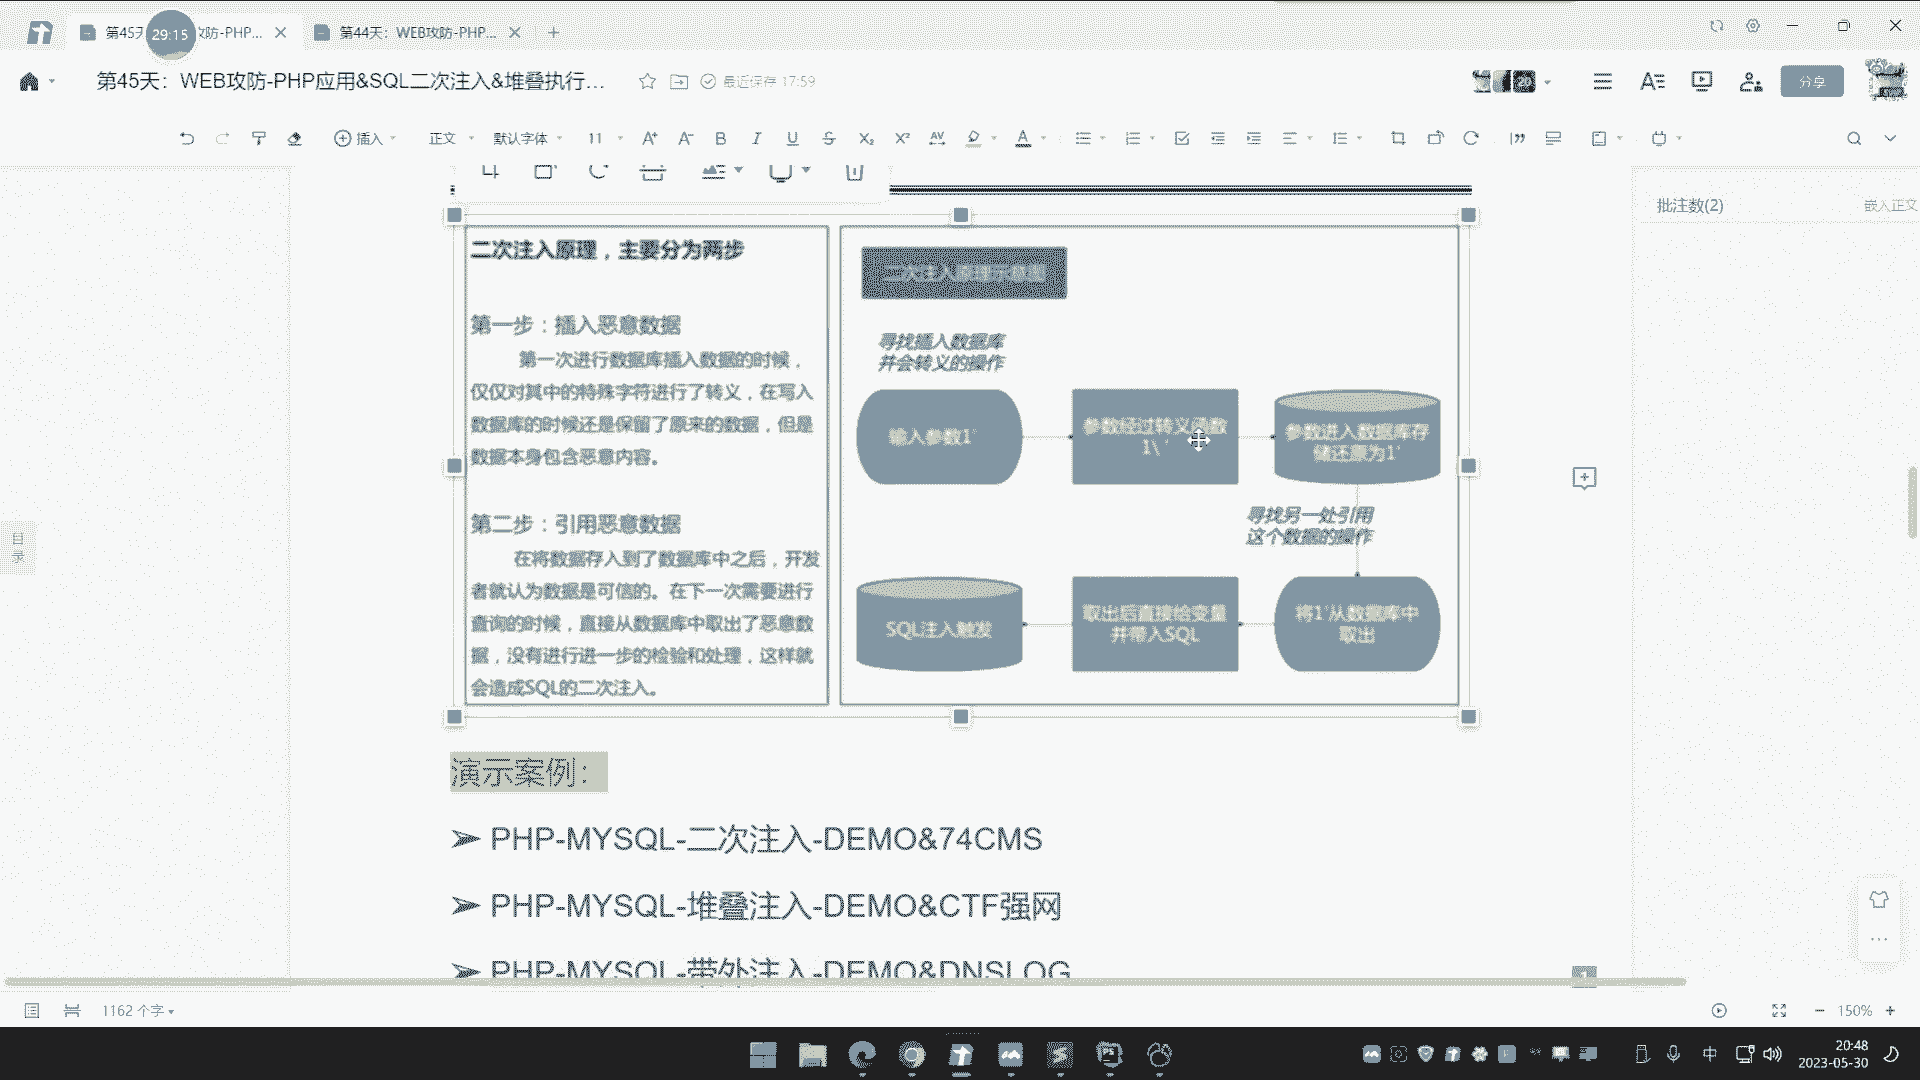 第45天
29:15
攻防-PHP...
第44天：WEB攻防-PHP...
第45天：WEB攻防-PHP应用&SQL二次注入&堆叠执行...
最近保存 17:59
20
分享
插入
正文
默认字体
11
批注数(2)
嵌入正文
二次注入原理，主要分为两步
第一步：插入恶意数据
第一次进行数据库插入数据的时候，
仅仅对其中的特殊字符进行了转义，在写入
数据库的时候还是保留了原来的数据，但是
数据本身包含恶意内容。
第二步：引用恶意数据
在将数据存入到了数据库中之后，开发
者就认为数据是可信的。在下一次需要进行
查询的时候，直接从数据库中取出了恶意数
据，没有进行进一步的检验和处理，这样就
会造成SQL的二次注入。
二次注入原理示意图
寻找插入数据库
并会转义的操作
输入参数1'
参数经过转义函数
1\'
参数进入数据库存
储还原为1'
寻找另一处引用
这个数据的操作
SQL注入触发
取出后直接给变量
并带入SQL
将1'从数据库中
取出
目录
演示案例：
➢ PHP-MYSQL-二次注入-DEMO&74CMS
➢ PHP-MYSQL-堆叠注入-DEMO&CTF强网
➢ PHP-MYSQL-带外注入-DEMO&DNSLOG
1162 个字
150%
中
20:48
2023-05-30